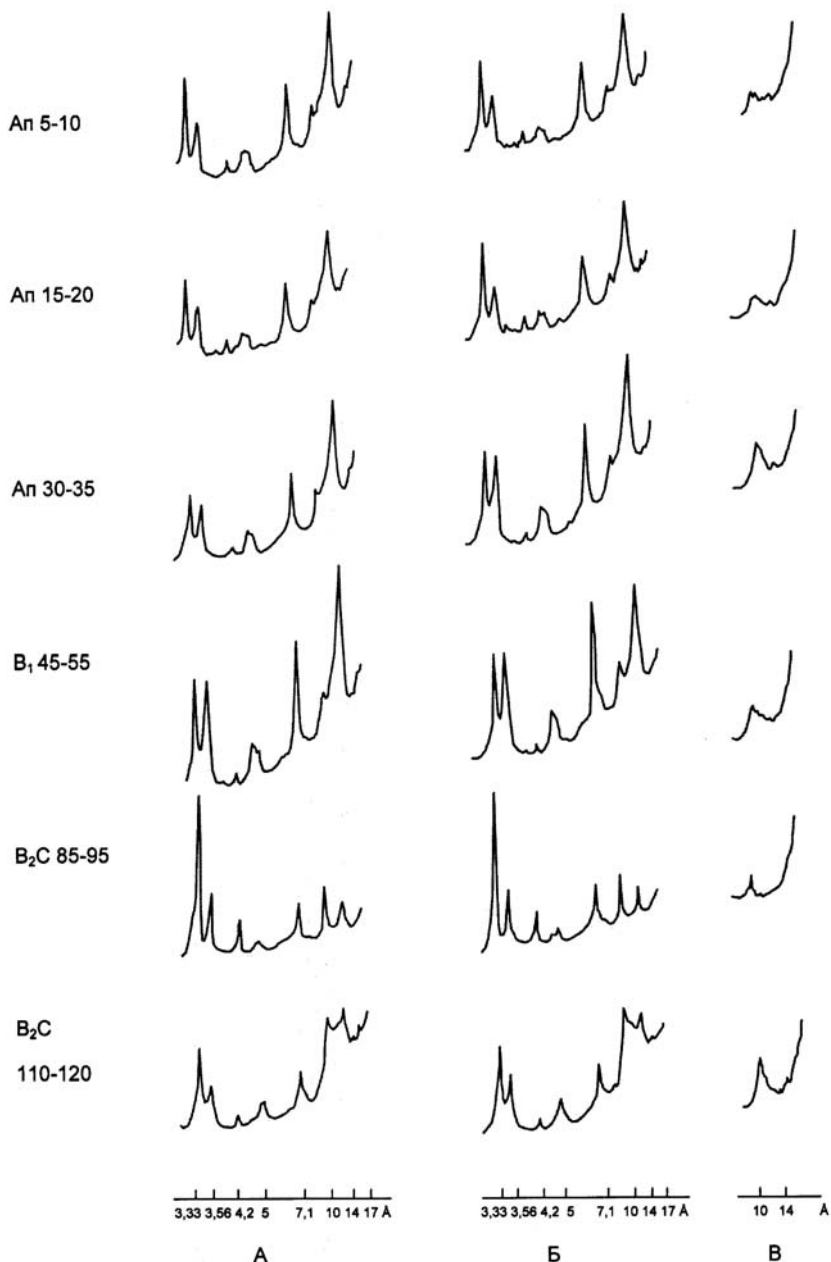 Ап 5-10
Ап 15-20
Ап 30-35
В₁ 45-55
В₂С 85-95
В₂С
110-120
3,33 3,56 4,2 5 7,1 10 14 17 Å
3,33 3,56 4,2 5 7,1 10 14 17 Å
10 14 Å
А Б В